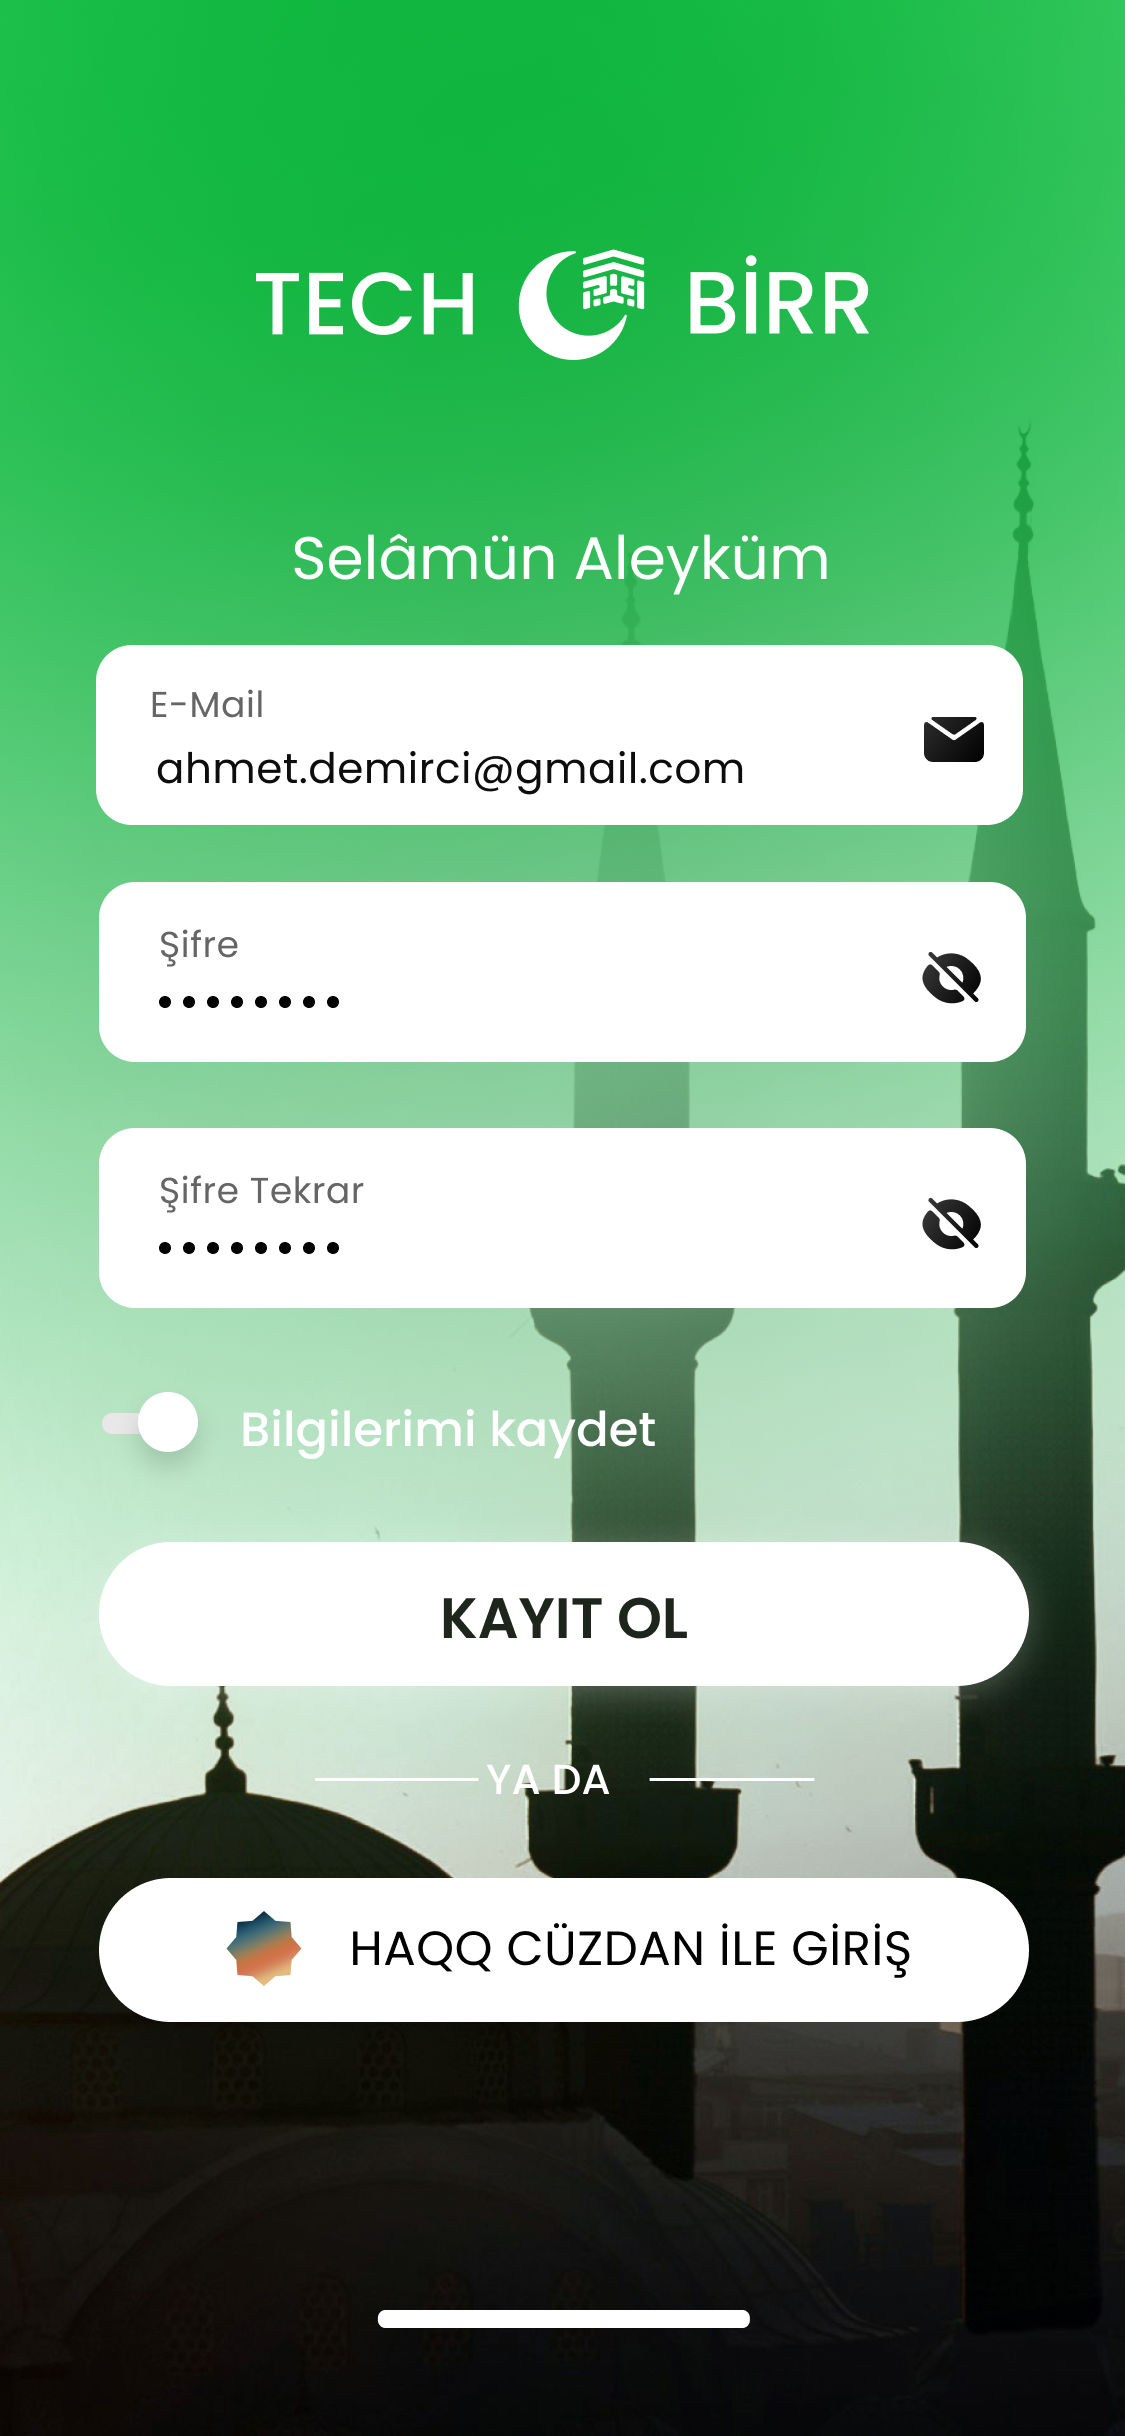 TECH BİRR
Selâmün Aleyküm
E-Mail
ahmet.demirci@gmail.com
Şifre
Şifre Tekrar
Bilgilerimi kaydet
KAYIT OL
YA DA
HAQQ CÜZDAN İLE GİRİŞ